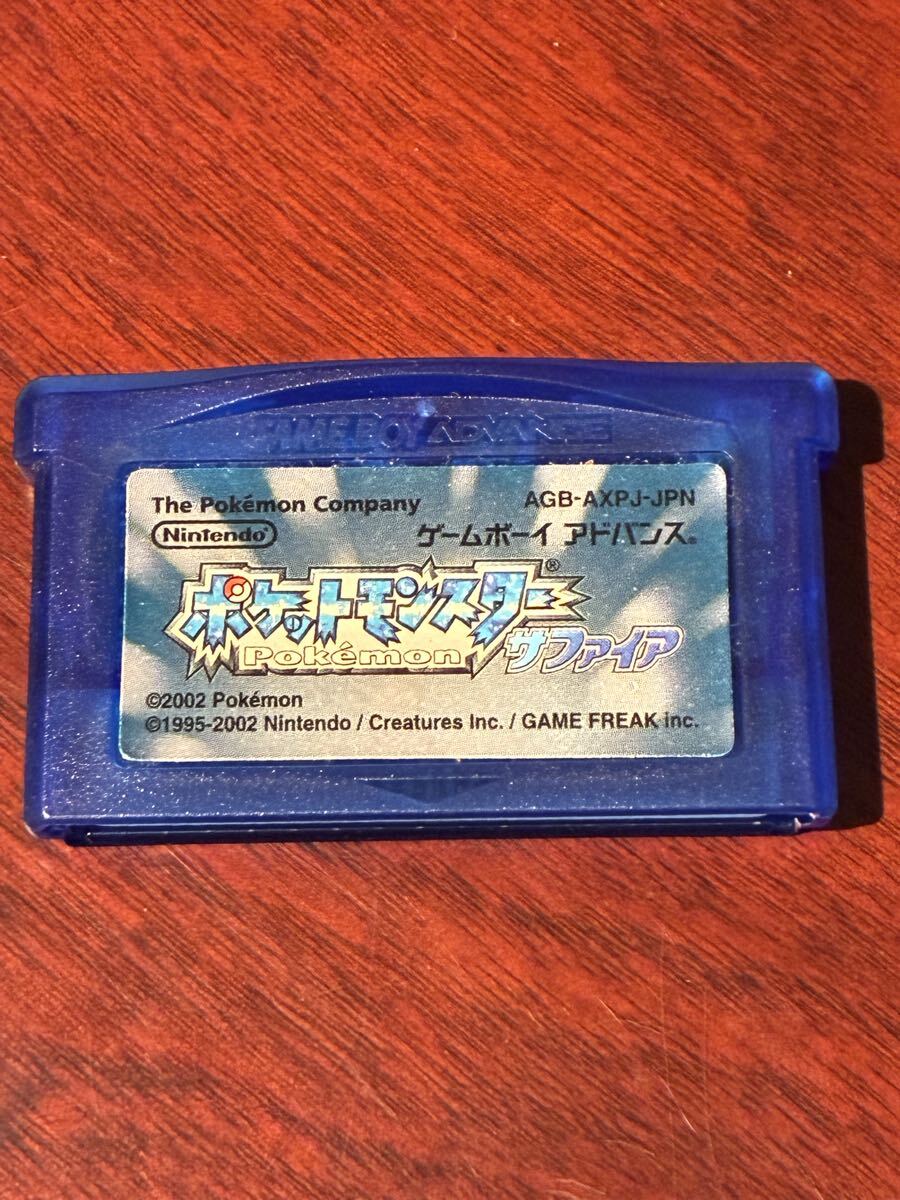 GAME BOY ADVANCE
The Pokémon Company
AGB-AXPJ-JPN
Nintendo
ゲームボーイ アドバンス®
ポケットモンスター®
Pokémon
サファイア
©2002 Pokémon
©1995-2002 Nintendo / Creatures Inc. / GAME FREAK inc.